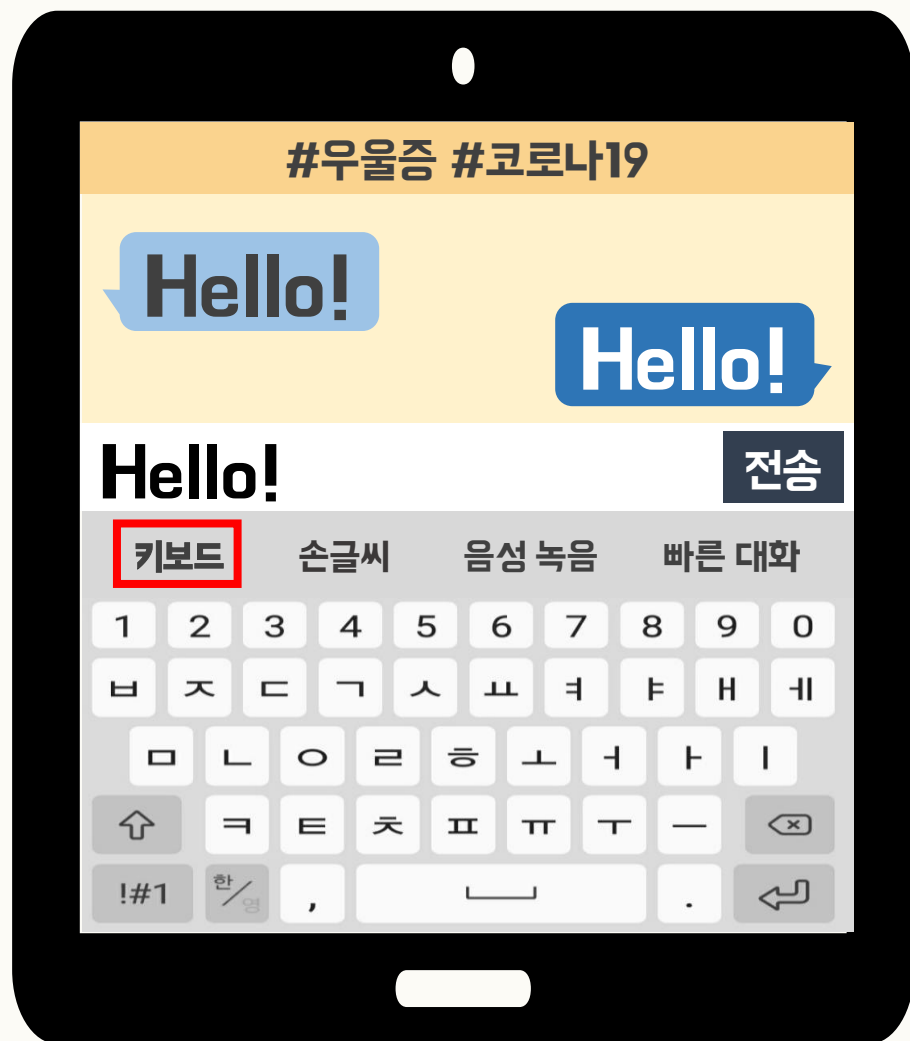 #우울증 #코로나19
Hello!
Hello!
Hello! 전송
키보드 손글씨 음성 녹음 빠른 대화
1 2 3 4 5 6 7 8 9 0
ㅂ ㅈ ㄷ ㄱ ㅅ ㅛ ㅕ ㅑ ㅐ ㅔ
ㅁ ㄴ ㅇ ㄹ ㅎ ㅗ ㅓ ㅏ ㅣ
ㅋ ㅌ ㅊ ㅍ ㅠ ㅜ ㅡ
!#1 한/영 , .